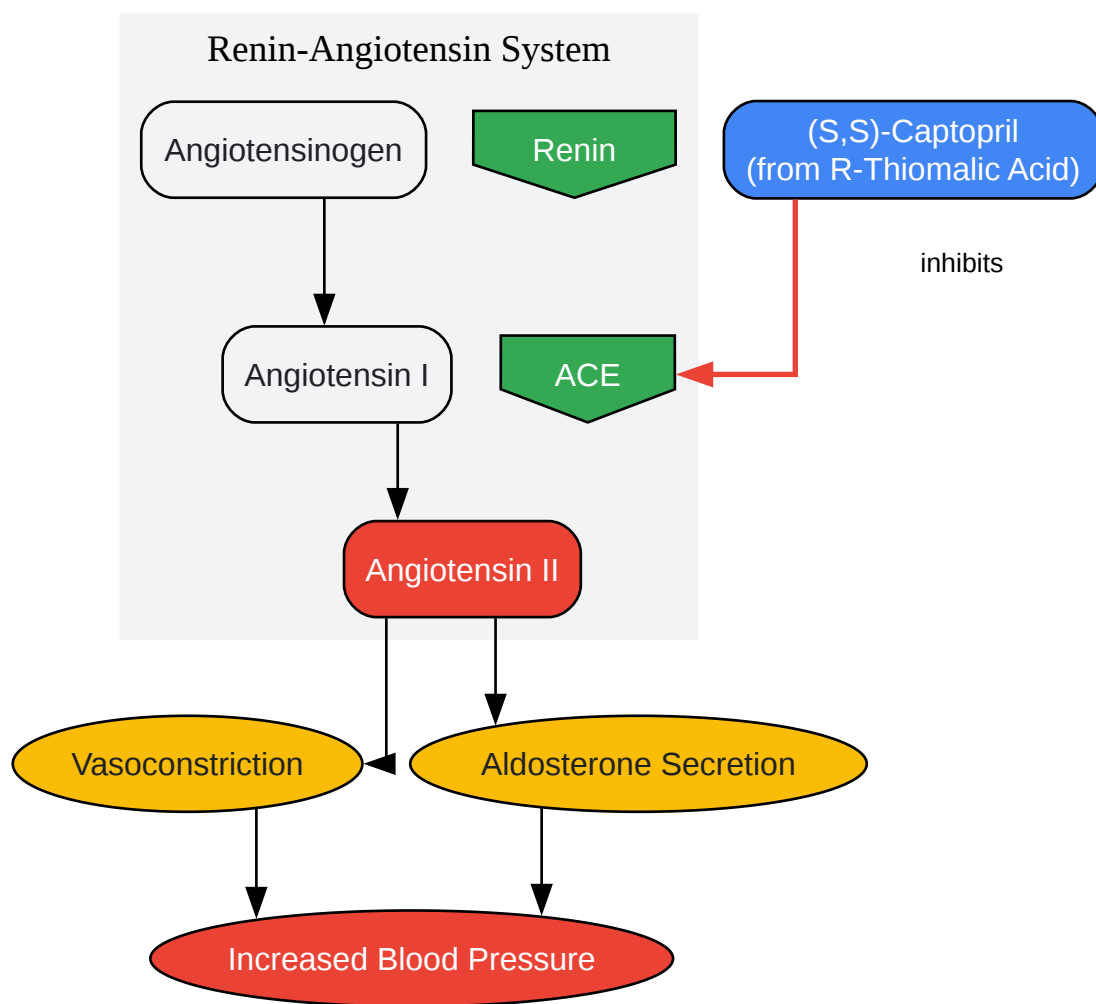 Renin-Angiotensin System
Angiotensinogen
Renin
(S,S)-Captopril
(from R-Thiomalic Acid)
inhibits
Angiotensin I
ACE
Angiotensin II
Vasoconstriction
Aldosterone Secretion
Increased Blood Pressure